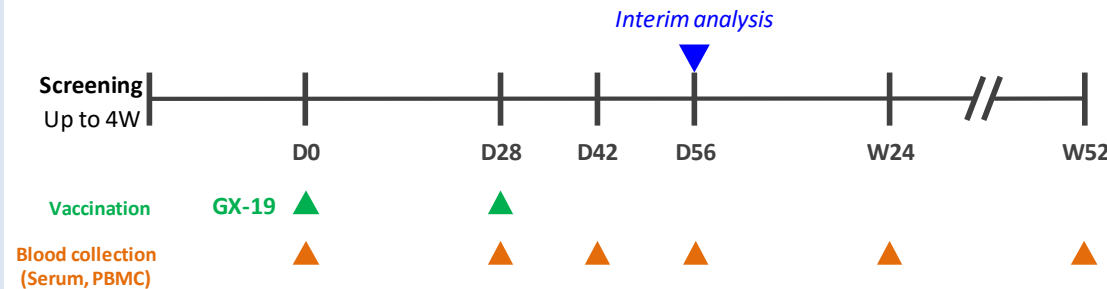 Interim analysis
Screening
Up to 4W
D0 D28 D42 D56 W24 W52
Vaccination GX-19
Blood collection
(Serum, PBMC)